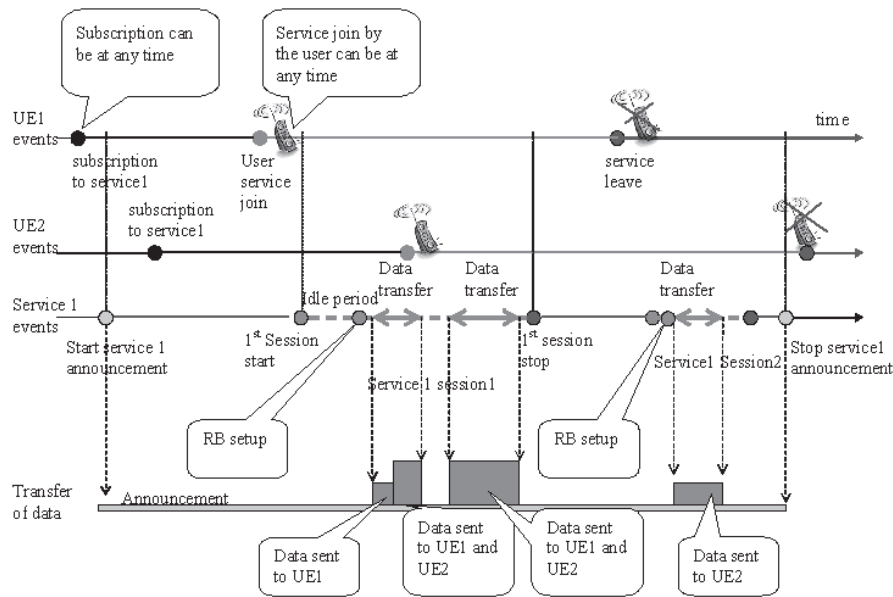 Subscription can
be at any time
Service join by
the user can be at
any time
UE1
events
time
subscription
to service1
User
service
join
service
leave
subscription
to service1
UE2
events
Data
transfer
Data
transfer
Data
transfer
Idle period
Service 1
events
Start service 1
announcement
1st Session
start
1st session
stop
Stop service1
announcement
Service 1 session1
Service1 Session2
RB setup
RB setup
Transfer
of data
Announcement
Data sent
to UE1
Data sent
to UE1 and
UE2
Data sent
to UE1 and
UE2
Data sent
to UE2